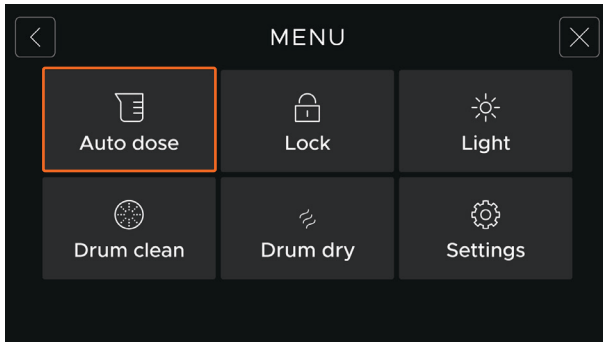 MENU
Auto dose
Lock
Light
Drum clean
Drum dry
Settings